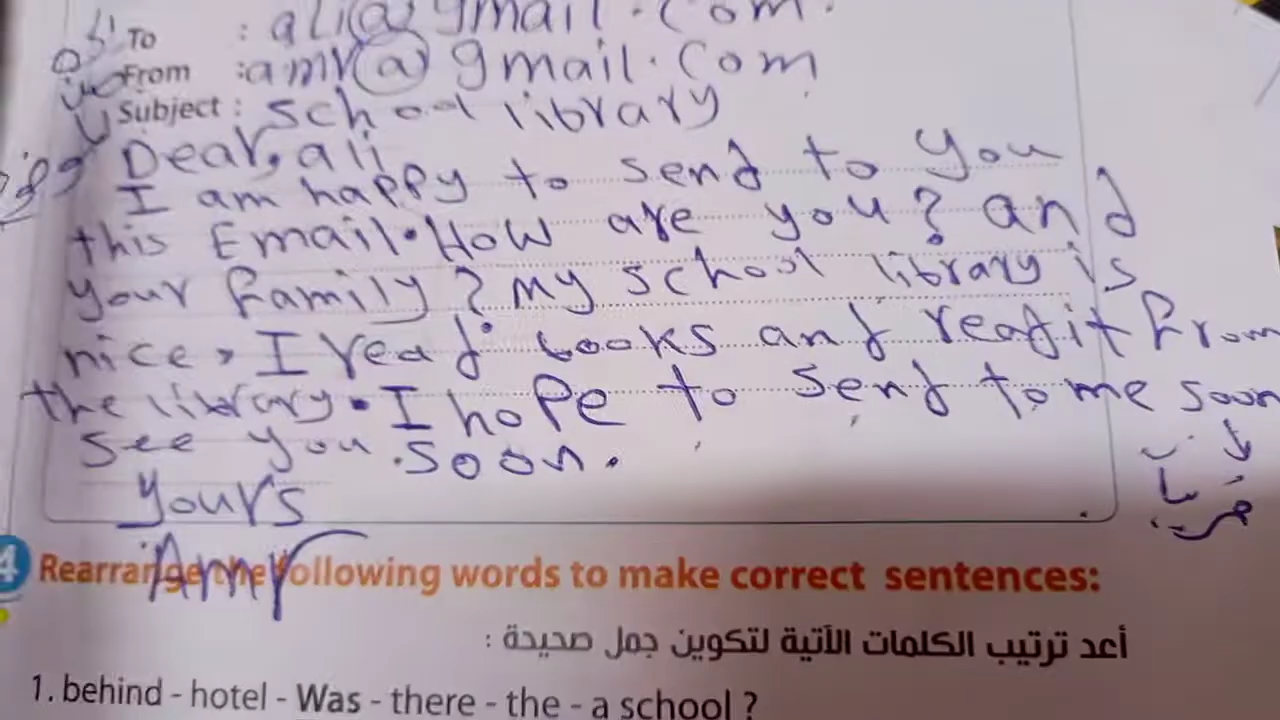 To : ali@gmail.com.
From : amr@gmail.com
Subject : school library
Dear, ali
I am happy to send to you
this Email. How are you? and
your family? my school library is
nice, I read books and read it from
the library. I hope to send to me soon
see you soon.
قريبا
yours
Amr
4 Rearrange the following words to make correct sentences:
أعد ترتيب الكلمات الآتية لتكوين جمل صحيحة :
1. behind - hotel - Was - there - the - a school ?